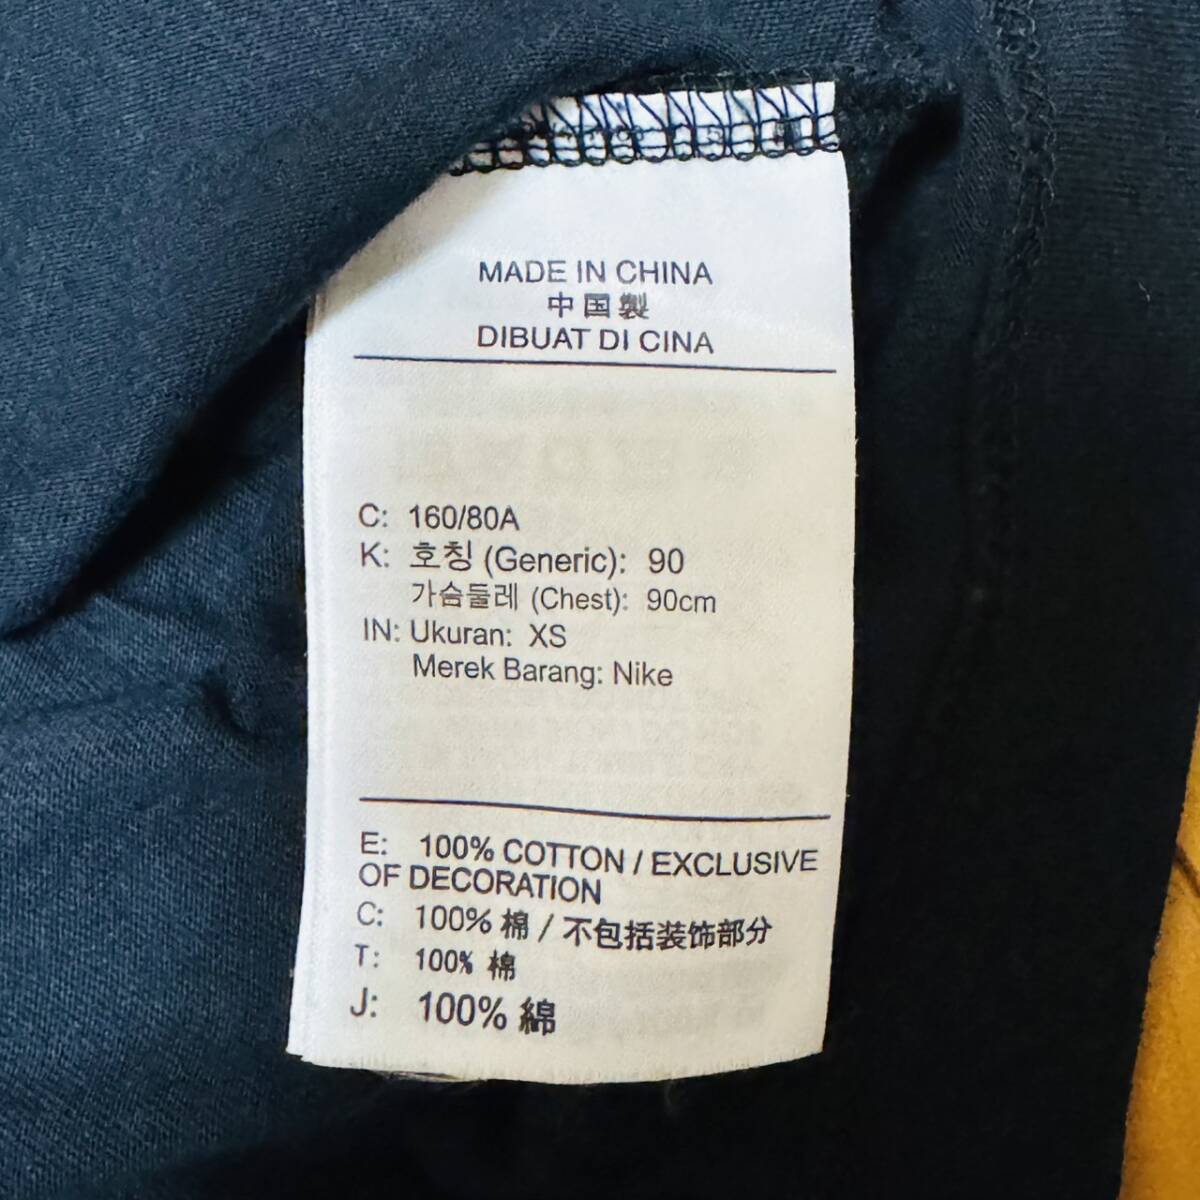 MADE IN CHINA
中国製
DIBUAT DI CINA
C: 160/80A
K: 호칭 (Generic): 90
가슴둘레 (Chest): 90cm
IN: Ukuran: XS
Merek Barang: Nike
E: 100% COTTON / EXCLUSIVE
OF DECORATION
C: 100% 棉 / 不包括装饰部分
T: 100% 棉
J: 100% 綿